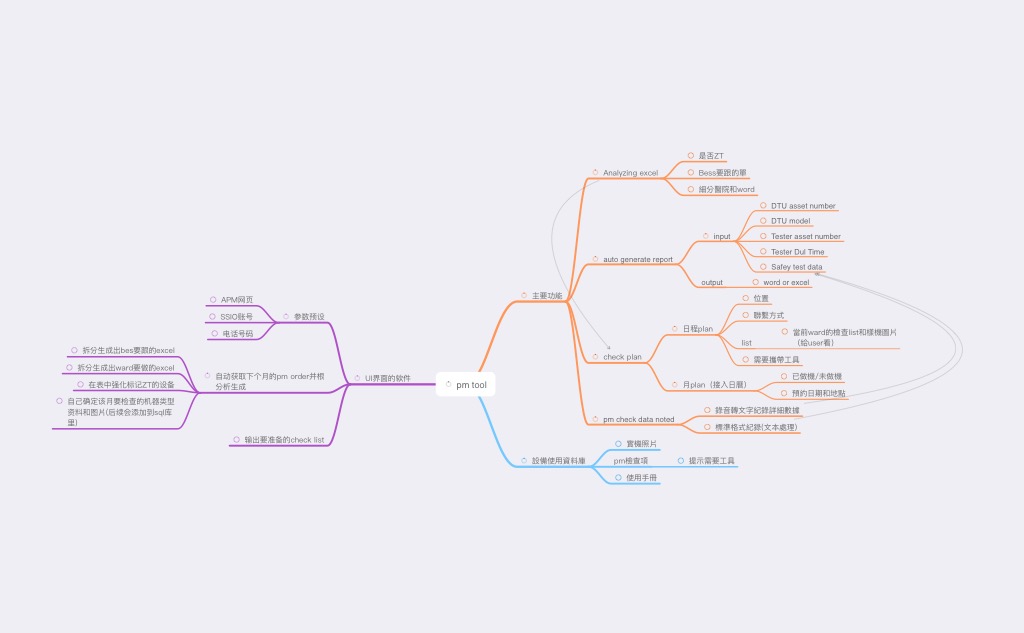 pm tool
主要功能
Analyzing excel
是否ZT
Bess要跟的單
細分醫院和word
auto generate report
input
DTU asset number
DTU model
Tester asset number
Tester Dul Time
Safey test data
output
word or excel
check plan
日程plan
位置
聯繫方式
list
當前ward的檢查list和樣機圖片
（給user看）
需要攜帶工具
月plan（接入日曆）
已做機/未做機
預約日期和地點
pm check data noted
錄音轉文字紀錄詳細數據
標準格式紀錄(文本處理)
設備使用資料庫
實機照片
pm檢查項
提示需要工具
使用手冊
UI界面的软件
参数预设
APM网页
SSIO账号
电话号码
自动获取下个月的pm order并根
分析生成
拆分生成出bes要跟的excel
拆分生成出ward要做的excel
在表中强化标记ZT的设备
自己确定该月要检查的机器类型
资料和图片(后续会添加到sql库
里)
输出要准备的check list